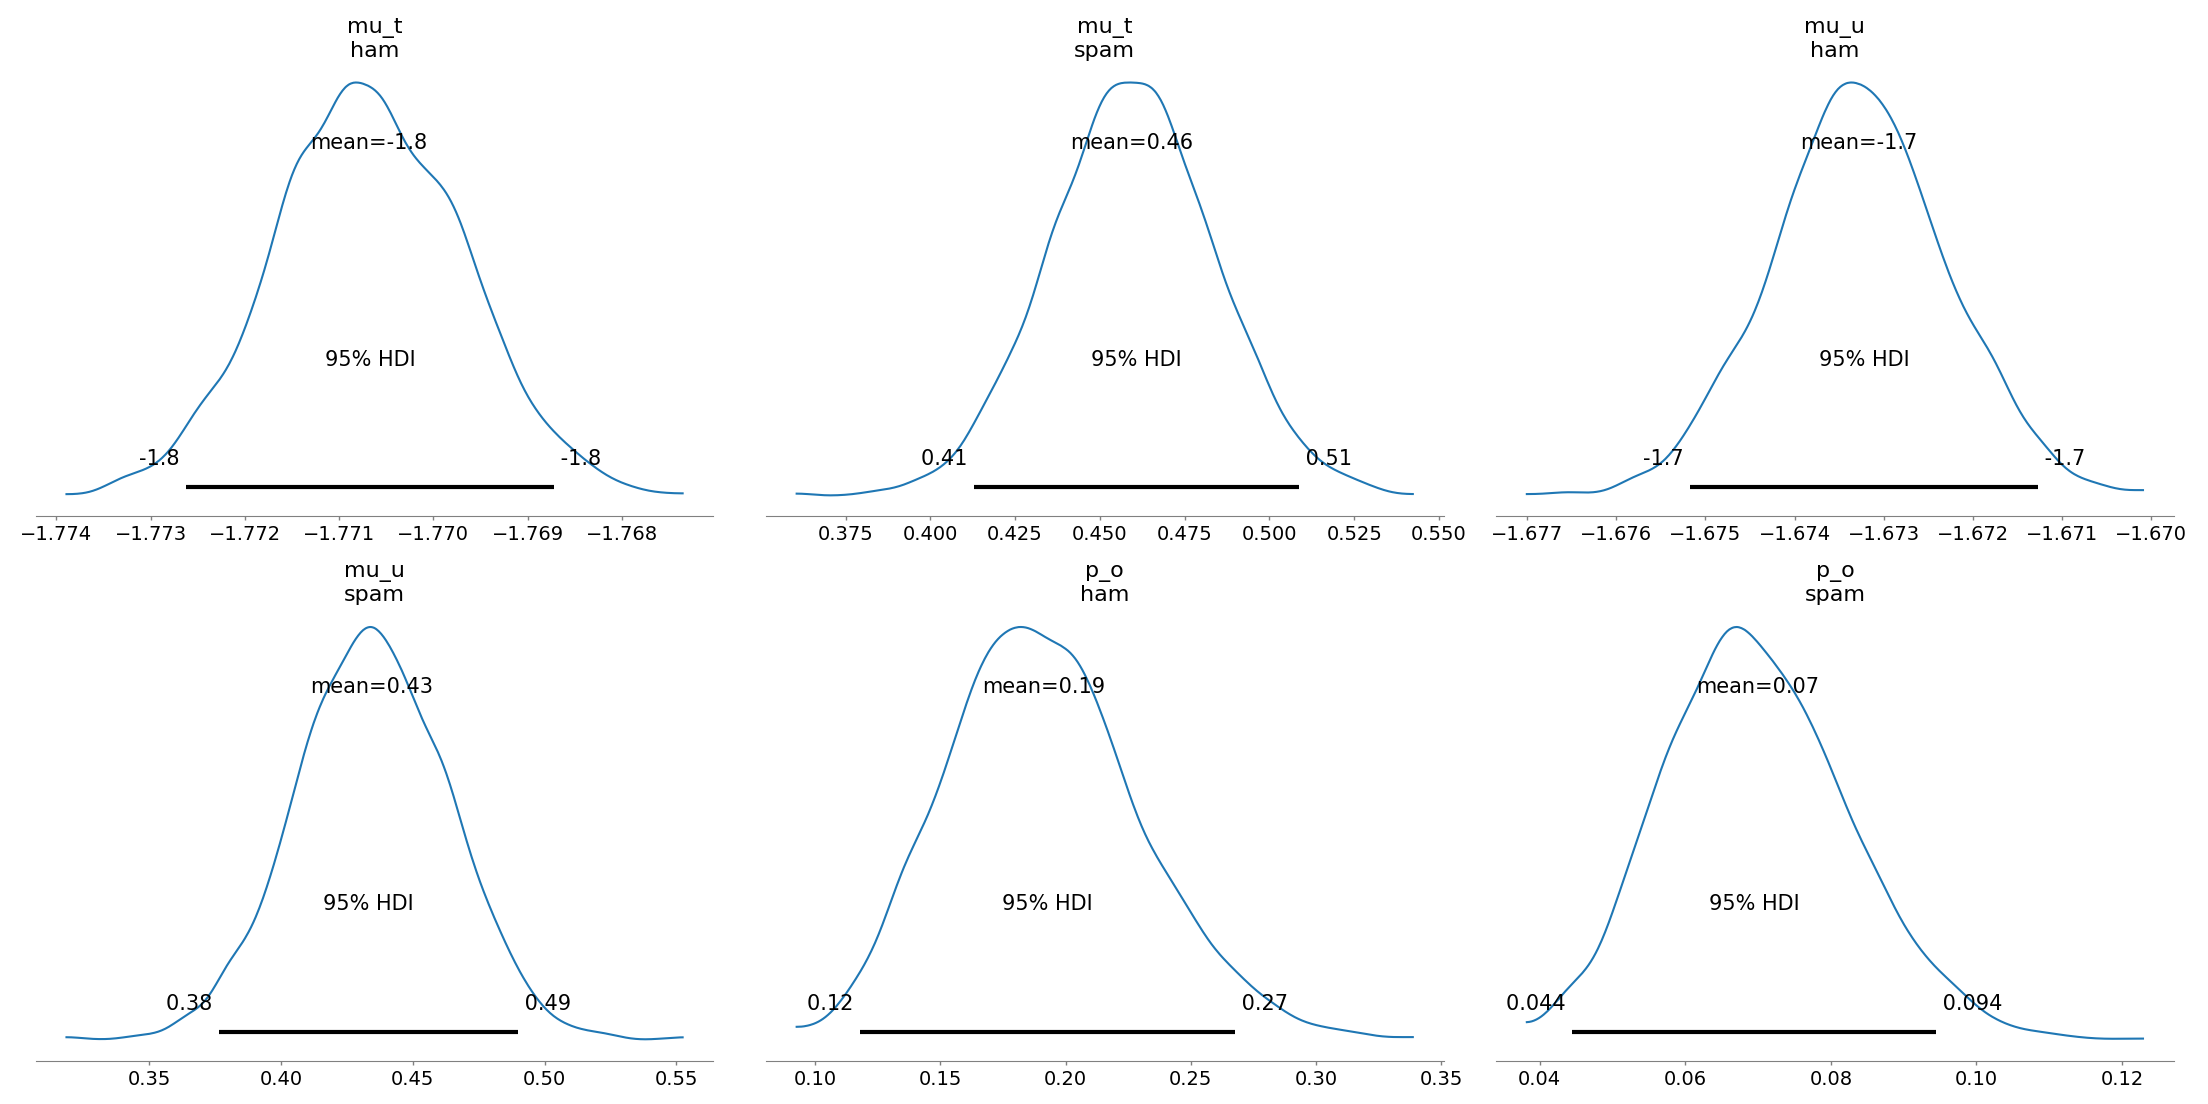 mu_t
ham
mean=-1.8
95% HDI
-1.8 -1.8
−1.774 −1.773 −1.772 −1.771 −1.770 −1.769 −1.768
mu_t
spam
mean=0.46
95% HDI
0.41 0.51
0.375 0.400 0.425 0.450 0.475 0.500 0.525 0.550
mu_u
ham
mean=-1.7
95% HDI
-1.7 -1.7
−1.677 −1.676 −1.675 −1.674 −1.673 −1.672 −1.671 −1.670
mu_u
spam
mean=0.43
95% HDI
0.38 0.49
0.35 0.40 0.45 0.50 0.55
p_o
ham
mean=0.19
95% HDI
0.12 0.27
0.10 0.15 0.20 0.25 0.30 0.35
p_o
spam
mean=0.07
95% HDI
0.044 0.094
0.04 0.06 0.08 0.10 0.12